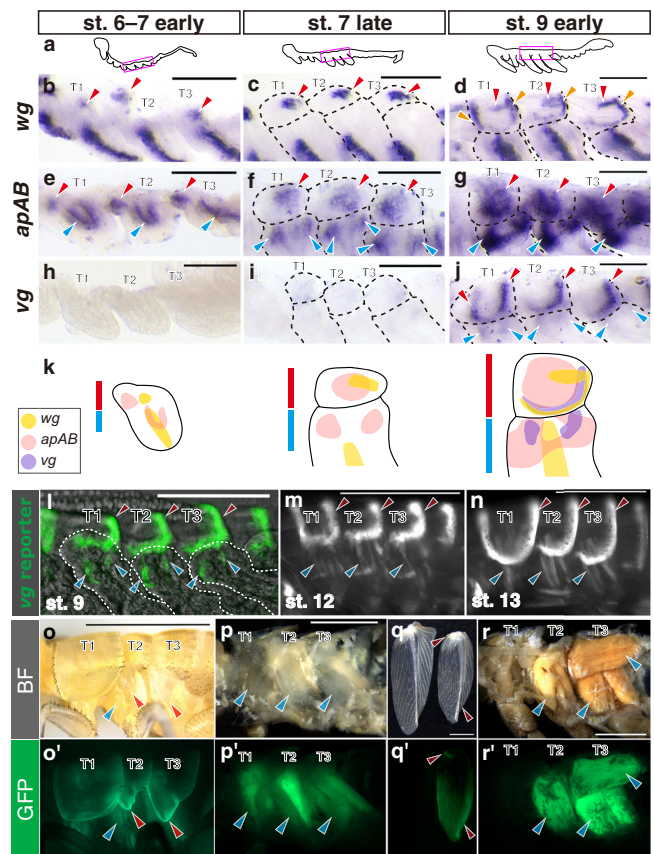 st. 6–7 early st. 7 late st. 9 early
a
b T1 T2 T3 c T1 T2 T3 d T1 T2 T3
wg
e T1 T2 T3 f T1 T2 T3 g T1 T2 T3
apAB
h T1 T2 T3 i T1 T2 T3 j T1 T2 T3
vg
k
wg
apAB
vg
l T1 T2 T3 m T1 T2 T3 n T1 T2 T3
vg reporter
st. 9 st. 12 st. 13
o T1 T2 T3 p T1 T2 T3 q r T1 T2 T3
BF
o' T1 T2 T3 p' T1 T2 T3 q' r' T1 T2 T3
GFP